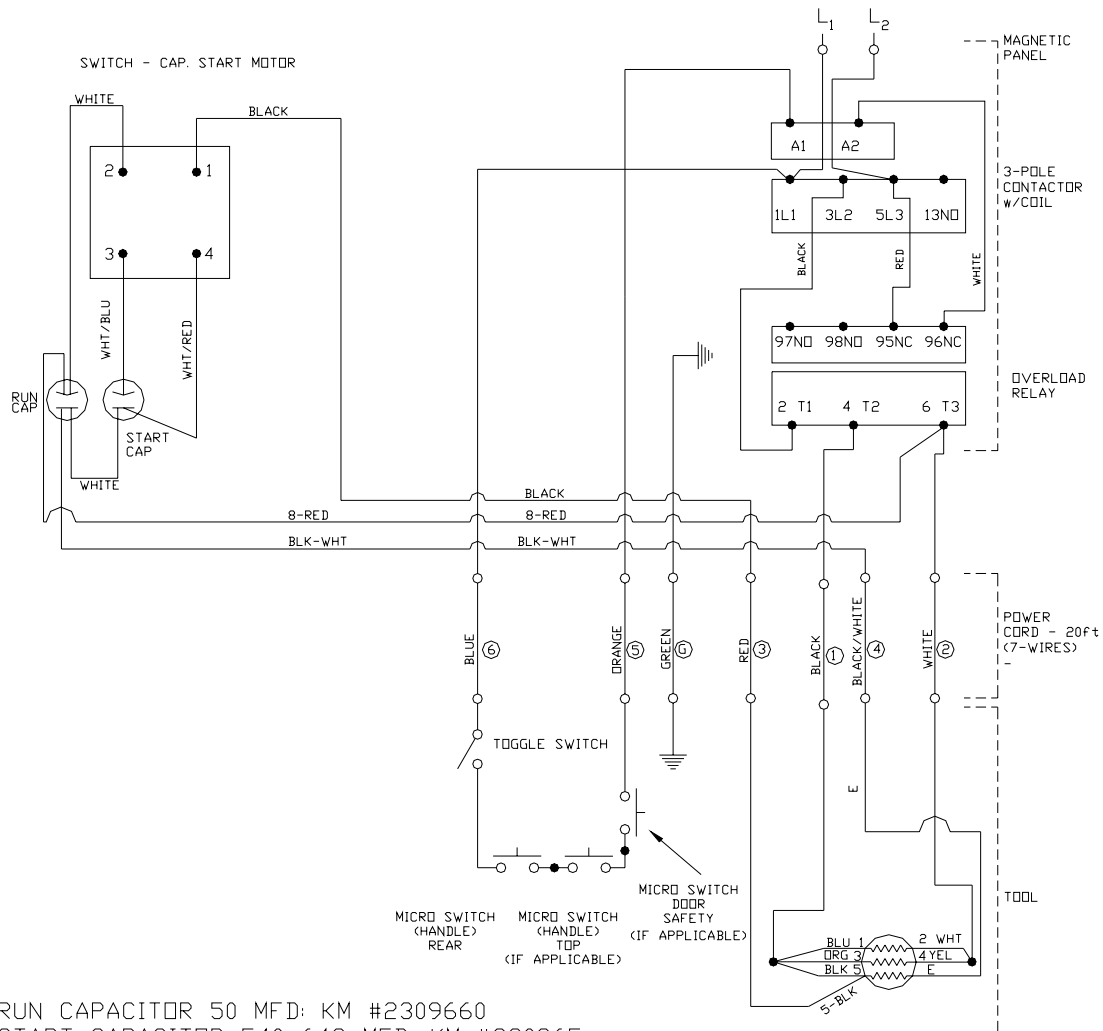 L1
L2
MAGNETIC
PANEL
SWITCH - CAP. START MOTOR
WHITE
BLACK
2
1
3
4
A1
A2
3-POLE
CONTACTOR
W/COIL
1L1
3L2
5L3
13NO
BLACK
RED
WHITE
WHT/BLU
WHT/RED
97NO
98NO
95NC
96NC
OVERLOAD
RELAY
2 T1
4 T2
6 T3
RUN
CAP
START
CAP
WHITE
BLACK
8-RED
8-RED
BLK-WHT
BLK-WHT
POWER
CORD - 20ft
(7-WIRES)
-
BLUE
6
ORANGE
5
GREEN
G
RED
3
BLACK
1
BLACK/WHITE
4
WHITE
2
TOGGLE SWITCH
E
MICRO SWITCH
DOOR
SAFETY
(IF APPLICABLE)
MICRO SWITCH
(HANDLE)
REAR
MICRO SWITCH
(HANDLE)
TOP
(IF APPLICABLE)
TOOL
BLU 1
2 WHT
ORG 3
4 YEL
BLK 5
E
5-BLK
RUN CAPACITOR 50 MFD: KM #2309660